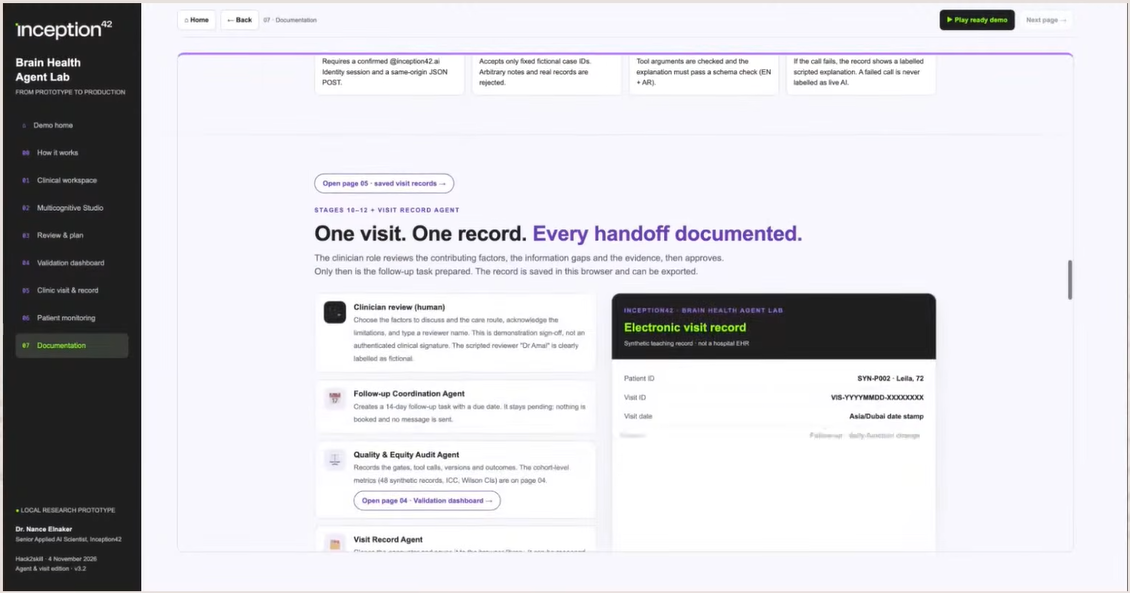 inception42
Brain Health
Agent Lab
FROM PROTOTYPE TO PRODUCTION
Demo home
00 How it works
01 Clinical workspace
02 Multicognitive Studio
03 Review & plan
04 Validation dashboard
05 Clinic visit & record
06 Patient monitoring
07 Documentation
● LOCAL RESEARCH PROTOTYPE
Dr. Nance Elnaker
Senior Applied AI Scientist, Inception42
Hack2skill · 4 November 2026
Agent & visit edition · v3.2
⌂ Home
← Back
07 · Documentation
▶ Play ready demo
Next page →
Requires a confirmed @inception42.ai
Identity session and a same-origin JSON
POST.
Accepts only fixed fictional case IDs.
Arbitrary notes and real records are
rejected.
Tool arguments are checked and the
explanation must pass a schema check (EN
+ AR).
If the call fails, the record shows a labelled
scripted explanation. A failed call is never
labelled as live AI.
Open page 05 · saved visit records →
STAGES 10–12 + VISIT RECORD AGENT
One visit. One record. Every handoff documented.
The clinician role reviews the contributing factors, the information gaps and the evidence, then approves.
Only then is the follow-up task prepared. The record is saved in this browser and can be exported.
Clinician review (human)
Choose the factors to discuss and the care route, acknowledge the
limitations, and type a reviewer name. This is demonstration sign-off, not an
authenticated clinical signature. The scripted reviewer "Dr Amal" is clearly
labelled as fictional.
Follow-up Coordination Agent
Creates a 14-day follow-up task with a due date. It stays pending: nothing is
booked and no message is sent.
Quality & Equity Audit Agent
Records the gates, tool calls, versions and outcomes. The cohort-level
metrics (48 synthetic records, ICC, Wilson CIs) are on page 04.
Open page 04 · Validation dashboard →
Visit Record Agent
INCEPTION42 · BRAIN HEALTH AGENT LAB
Electronic visit record
Synthetic teaching record · not a hospital EHR
Patient ID SYN-P002 · Leila, 72
Visit ID VIS-YYYYMMDD-XXXXXXXX
Visit date Asia/Dubai date stamp
Follow-up · daily-function change